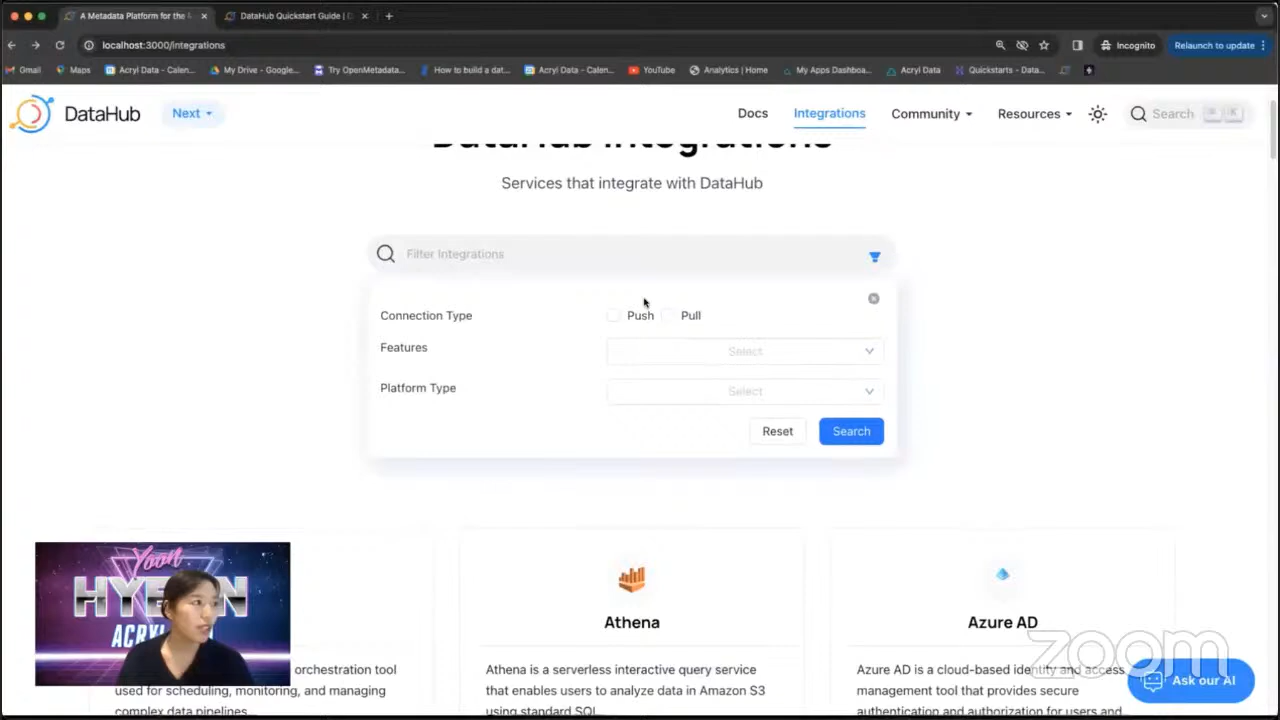 A Metadata Platform for the
DataHub Quickstart Guide |
localhost:3000/integrations
Incognito
Relaunch to update
Gmail
Maps
Acryl Data - Calen...
My Drive - Google...
Try OpenMetadata...
How to build a dat...
Acryl Data - Calen...
YouTube
Analytics | Home
My Apps Dashboa...
Acryl Data
Quickstarts - Data...
DataHub
Next
Docs
Integrations
Community
Resources
Search
K
DataHub Integrations
Services that integrate with DataHub
Filter Integrations
Connection Type
Push
Pull
Features
Select
Platform Type
Select
Reset
Search
Yoon
HYEJIN
ACRYL
orchestration tool
used for scheduling, monitoring, and managing
complex data pipelines...
Athena
Athena is a serverless interactive query service
that enables users to analyze data in Amazon S3
using standard SQL...
Azure AD
Azure AD is a cloud-based identity and access
management tool that provides secure
authentication and authorization for users and...
zoom
Ask our AI